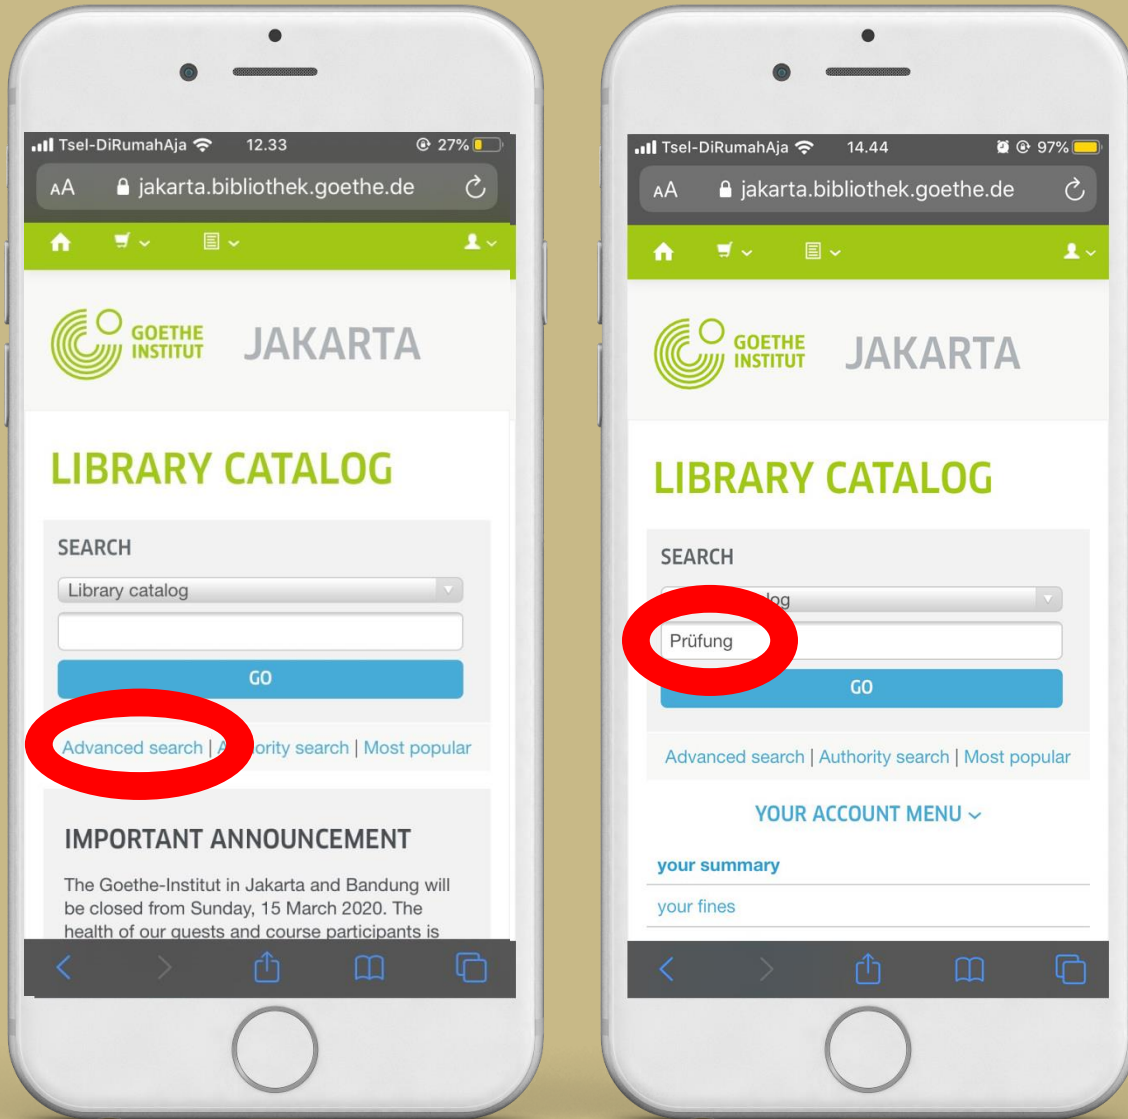 Tsel-DiRumahAja 12.33 27%
AA jakarta.bibliothek.goethe.de
GOETHE
INSTITUT
JAKARTA
LIBRARY CATALOG
SEARCH
Library catalog
GO
Advanced search | ority search | Most popular
IMPORTANT ANNOUNCEMENT
The Goethe-Institut in Jakarta and Bandung will
be closed from Sunday, 15 March 2020. The
health of our guests and course participants is
Tsel-DiRumahAja 14.44 97%
AA jakarta.bibliothek.goethe.de
GOETHE
INSTITUT
JAKARTA
LIBRARY CATALOG
SEARCH
Prüfung
GO
Advanced search | Authority search | Most popular
YOUR ACCOUNT MENU
your summary
your fines